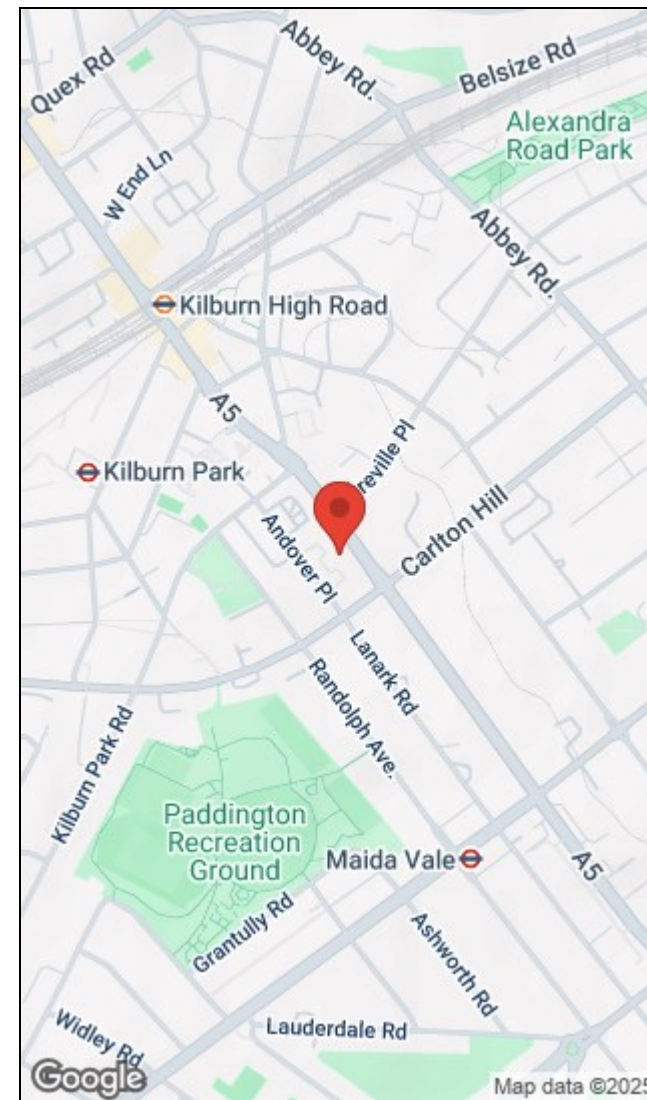 Quex Rd
Abbey Rd.
Belsize Rd
Alexandra
Road Park
W End Ln
Abbey Rd.
Kilburn High Road
A5
Kilburn Park
reville Pl
Andover Pl
Carlton Hill
Lanark Rd
Randolph Ave.
Kilburn Park Rd
Paddington
Recreation
Ground
Maida Vale
A5
Grantully Rd
Ashworth Rd
Widley Rd
Lauderdale Rd
Google
Map data ©2025